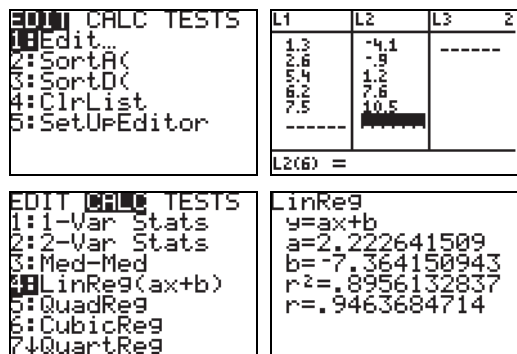 EDIT CALC TESTS
1:Edit…
2:SortA(
3:SortD(
4:ClrList
5:SetUpEditor
L1 L2 L3 2
1.3 -4.1 ------
2.6 -.9
5.4 1.2
6.2 7.6
7.5 10.5
------
L2(6) =
EDIT CALC TESTS
1:1-Var Stats
2:2-Var Stats
3:Med-Med
4:LinReg(ax+b)
5:QuadReg
6:CubicReg
7↓QuartReg
LinReg
y=ax+b
a=2.222641509
b=-7.364150943
r²=.8956132837
r=.9463684714